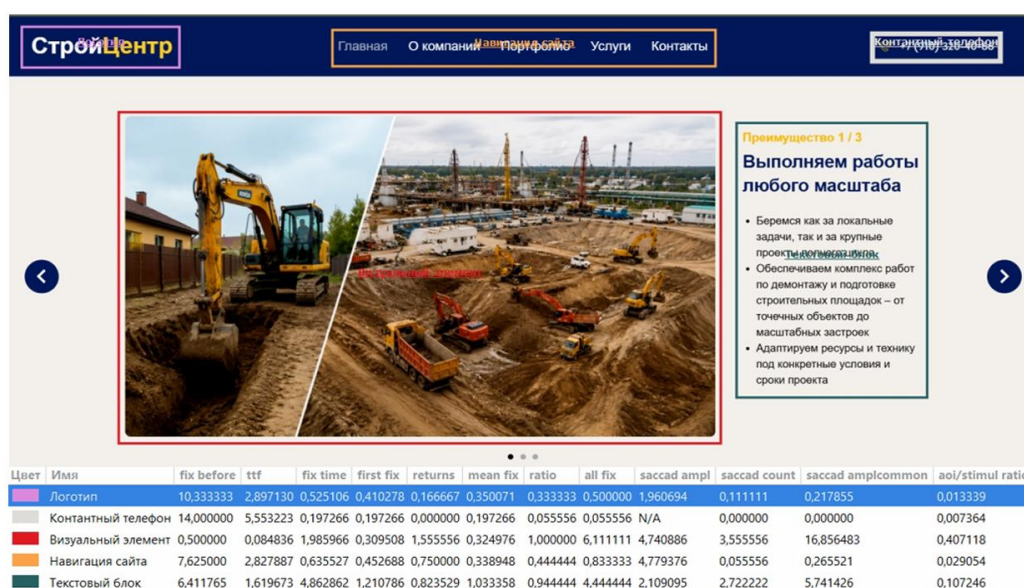 СтройЦентр
Логотип
Главная О компании Портфолио Услуги Контакты
Навигация сайта
Контактный телефон
Преимущество 1 / 3
Выполняем работы
любого масштаба
• Беремся как за локальные
задачи, так и за крупные
проекты
Текстовый блок
• Обеспечиваем комплекс работ
по демонтажу и подготовке
строительных площадок – от
точечных объектов до
масштабных застроек
• Адаптируем ресурсы и технику
под конкретные условия и
сроки проекта
Визуальный элемент
Цвет Имя fix before ttf fix time first fix returns mean fix ratio all fix saccad ampl saccad count saccad amplcommon aoi/stimul ratio
Логотип 10,333333 2,897130 0,525106 0,410278 0,166667 0,350071 0,333333 0,500000 1,960694 0,111111 0,217855 0,013339
Контантный телефон 14,000000 5,553223 0,197266 0,197266 0,000000 0,197266 0,055556 0,055556 N/A 0,000000 0,000000 0,007364
Визуальный элемент 0,500000 0,084836 1,985966 0,309508 1,555556 0,324976 1,000000 6,111111 4,740886 3,555556 16,856483 0,407118
Навигация сайта 7,625000 2,827887 0,635527 0,452688 0,750000 0,338948 0,444444 0,833333 4,779376 0,055556 0,265521 0,029054
Текстовый блок 6,411765 1,619673 4,862862 1,210786 0,823529 1,033358 0,944444 4,444444 2,109095 2,722222 5,741426 0,107246